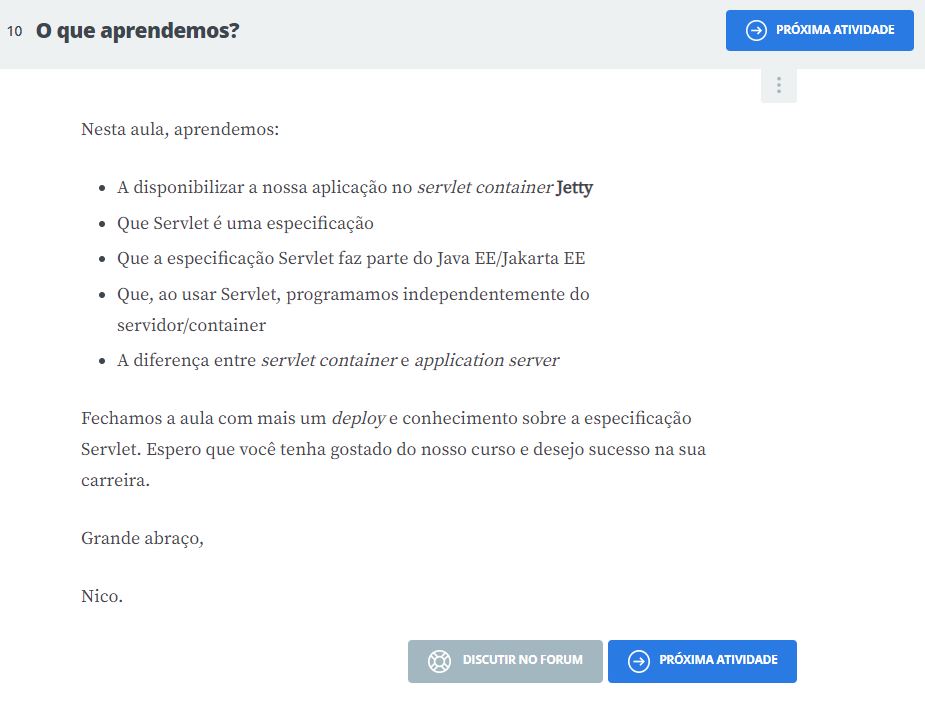 10 O que aprendemos?
PRÓXIMA ATIVIDADE
Nesta aula, aprendemos:
• A disponibilizar a nossa aplicação no servlet container Jetty
• Que Servlet é uma especificação
• Que a especificação Servlet faz parte do Java EE/Jakarta EE
• Que, ao usar Servlet, programamos independentemente do
servidor/container
• A diferença entre servlet container e application server
Fechamos a aula com mais um deploy e conhecimento sobre a especificação
Servlet. Espero que você tenha gostado do nosso curso e desejo sucesso na sua
carreira.
Grande abraço,
Nico.
DISCUTIR NO FORUM
PRÓXIMA ATIVIDADE